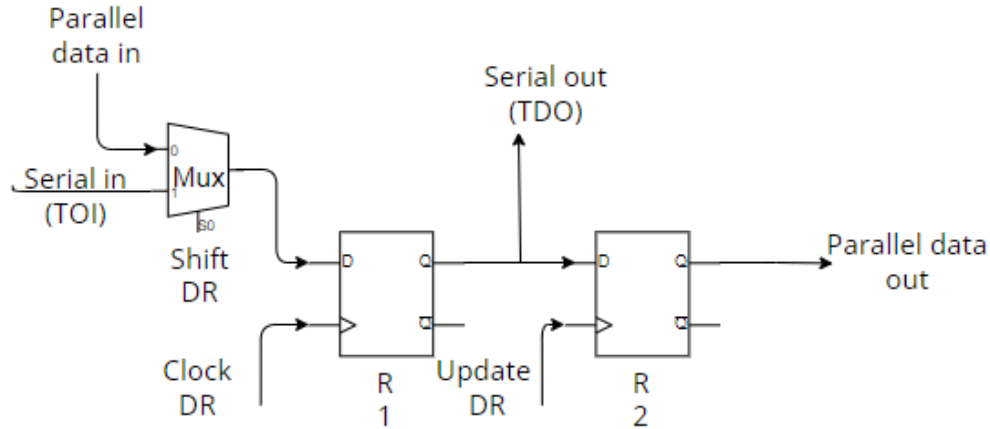 Parallel
data in
Serial out
(TDO)
0
Mux
Serial in
1
(TOI)
S0
Shift
DR
D
Q
D
Q
Parallel data
out
Q
Q
Clock
DR
R
1
Update
DR
R
2